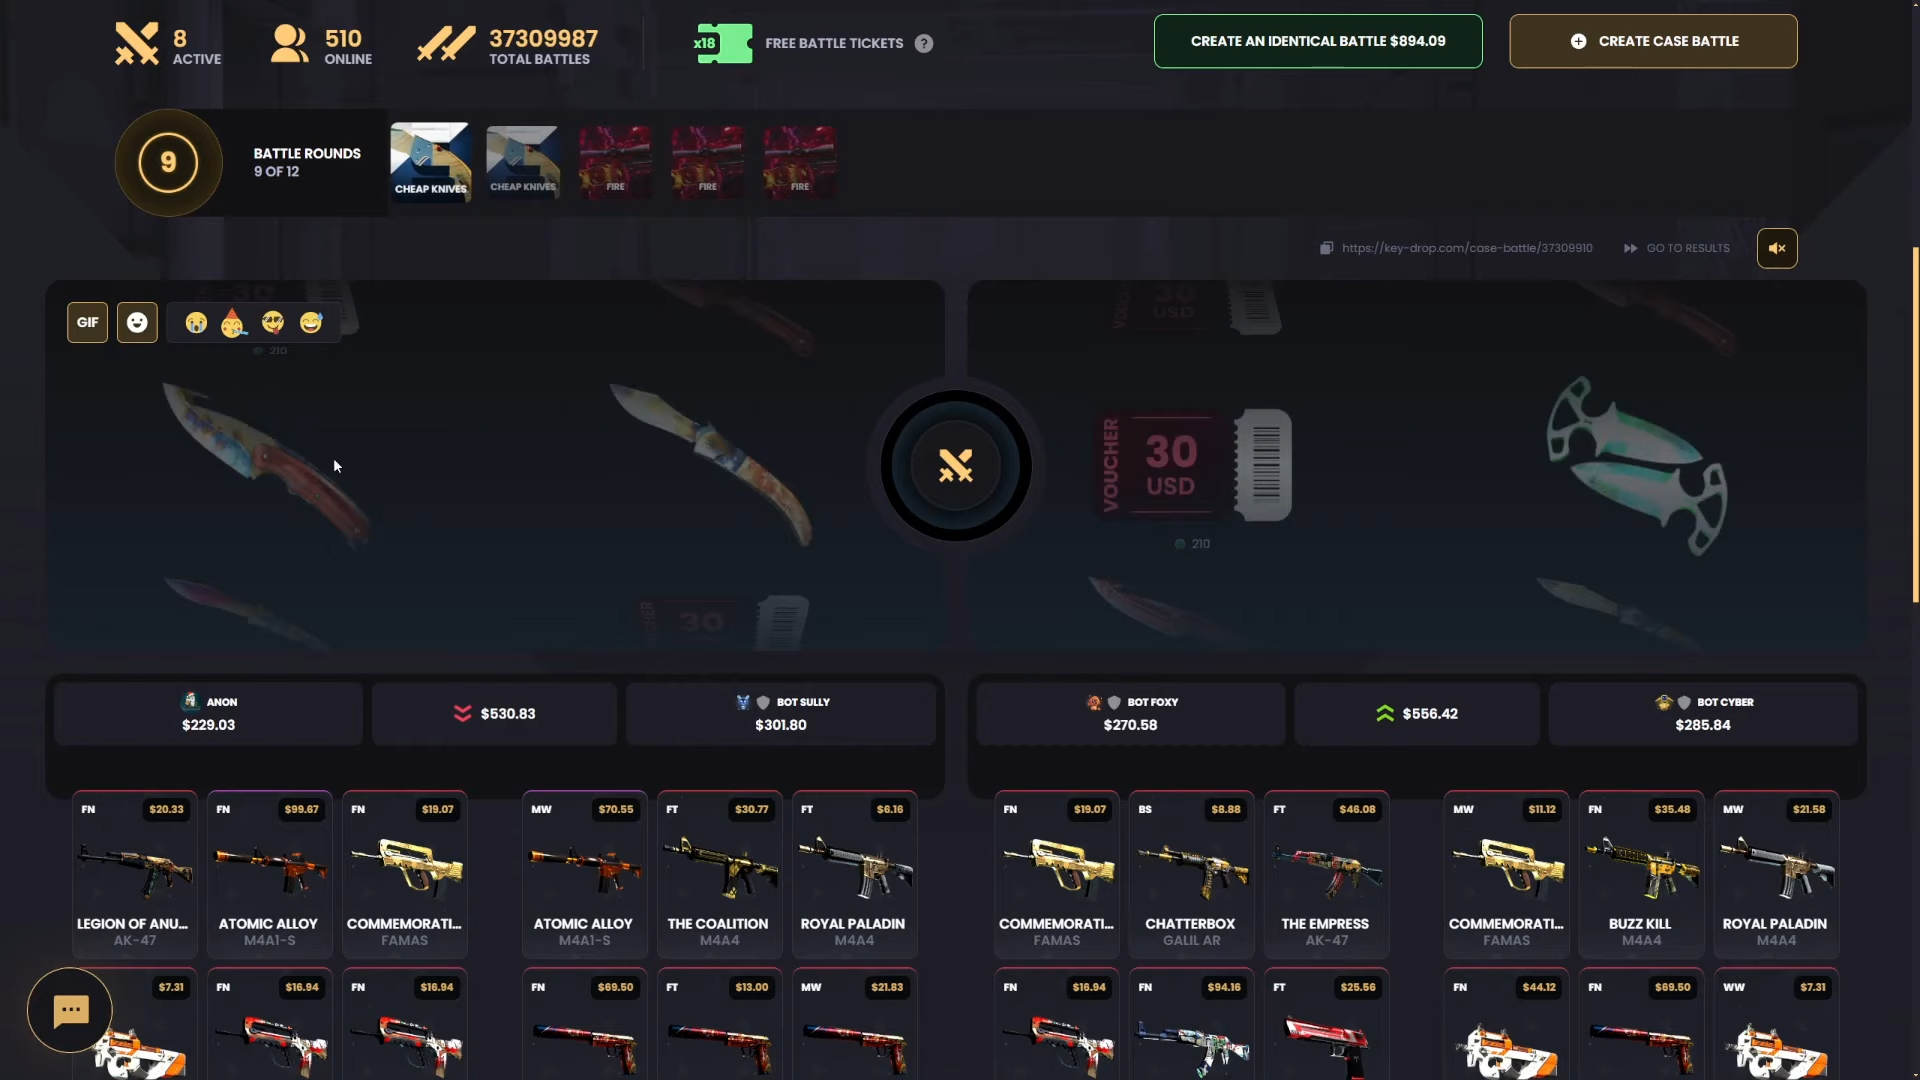 8
ACTIVE
510
ONLINE
37309987
TOTAL BATTLES
x18
FREE BATTLE TICKETS
?
CREATE AN IDENTICAL BATTLE $894.09
CREATE CASE BATTLE
9
BATTLE ROUNDS
9 OF 12
CHEAP KNIVES
CHEAP KNIVES
FIRE
FIRE
FIRE
https://key-drop.com/case-battle/37309910
GO TO RESULTS
GIF
30
210
30
USD
VOUCHER
30
USD
210
30
ANON
$229.03
$530.83
BOT SULLY
$301.80
BOT FOXY
$270.58
$556.42
BOT CYBER
$285.84
FN $20.33
FN $99.67
FN $19.07
MW $70.55
FT $30.77
FT $6.16
FN $19.07
BS $8.88
FT $46.08
MW $11.12
FN $35.48
MW $21.58
LEGION OF ANU...
AK-47
ATOMIC ALLOY
M4A1-S
COMMEMORATI...
FAMAS
ATOMIC ALLOY
M4A1-S
THE COALITION
M4A4
ROYAL PALADIN
M4A4
COMMEMORATI...
FAMAS
CHATTERBOX
GALIL AR
THE EMPRESS
AK-47
COMMEMORATI...
FAMAS
BUZZ KILL
M4A4
ROYAL PALADIN
M4A4
$7.31
FN $16.94
FN $16.94
FN $69.50
FT $13.00
MW $21.83
FN $16.94
FN $94.16
FT $25.56
FN $44.12
FN $69.50
WW $7.31